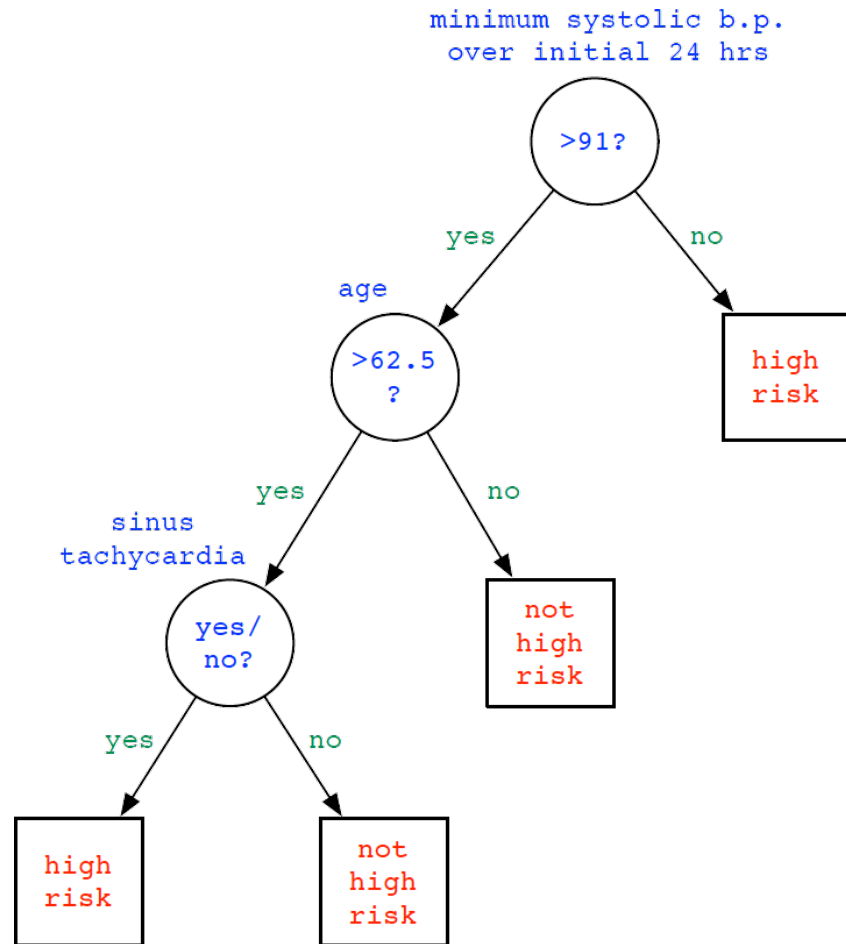 minimum systolic b.p.
over initial 24 hrs
>91?
yes
no
age
>62.5
?
high
risk
yes
no
sinus
tachycardia
yes/
no?
not
high
risk
yes
no
high
risk
not
high
risk